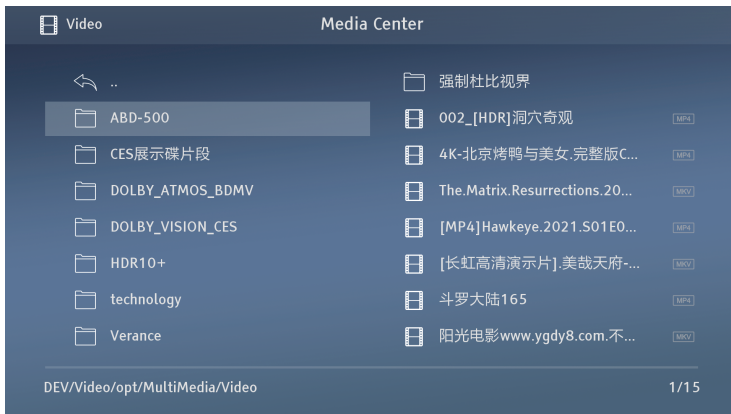 Video
Media Center
..
ABD-500
CES展示碟片段
DOLBY_ATMOS_BDMV
DOLBY_VISION_CES
HDR10+
technology
Verance
强制杜比视界
002_[HDR]洞穴奇观 MP4
4K-北京烤鸭与美女.完整版C... MP4
The.Matrix.Resurrections.20... MKV
[MP4]Hawkeye.2021.S01E0... MP4
[长虹高清演示片].美哉天府-... MKV
斗罗大陆165 MP4
阳光电影www.ygdy8.com.不... MKV
DEV/Video/opt/MultiMedia/Video
1/15